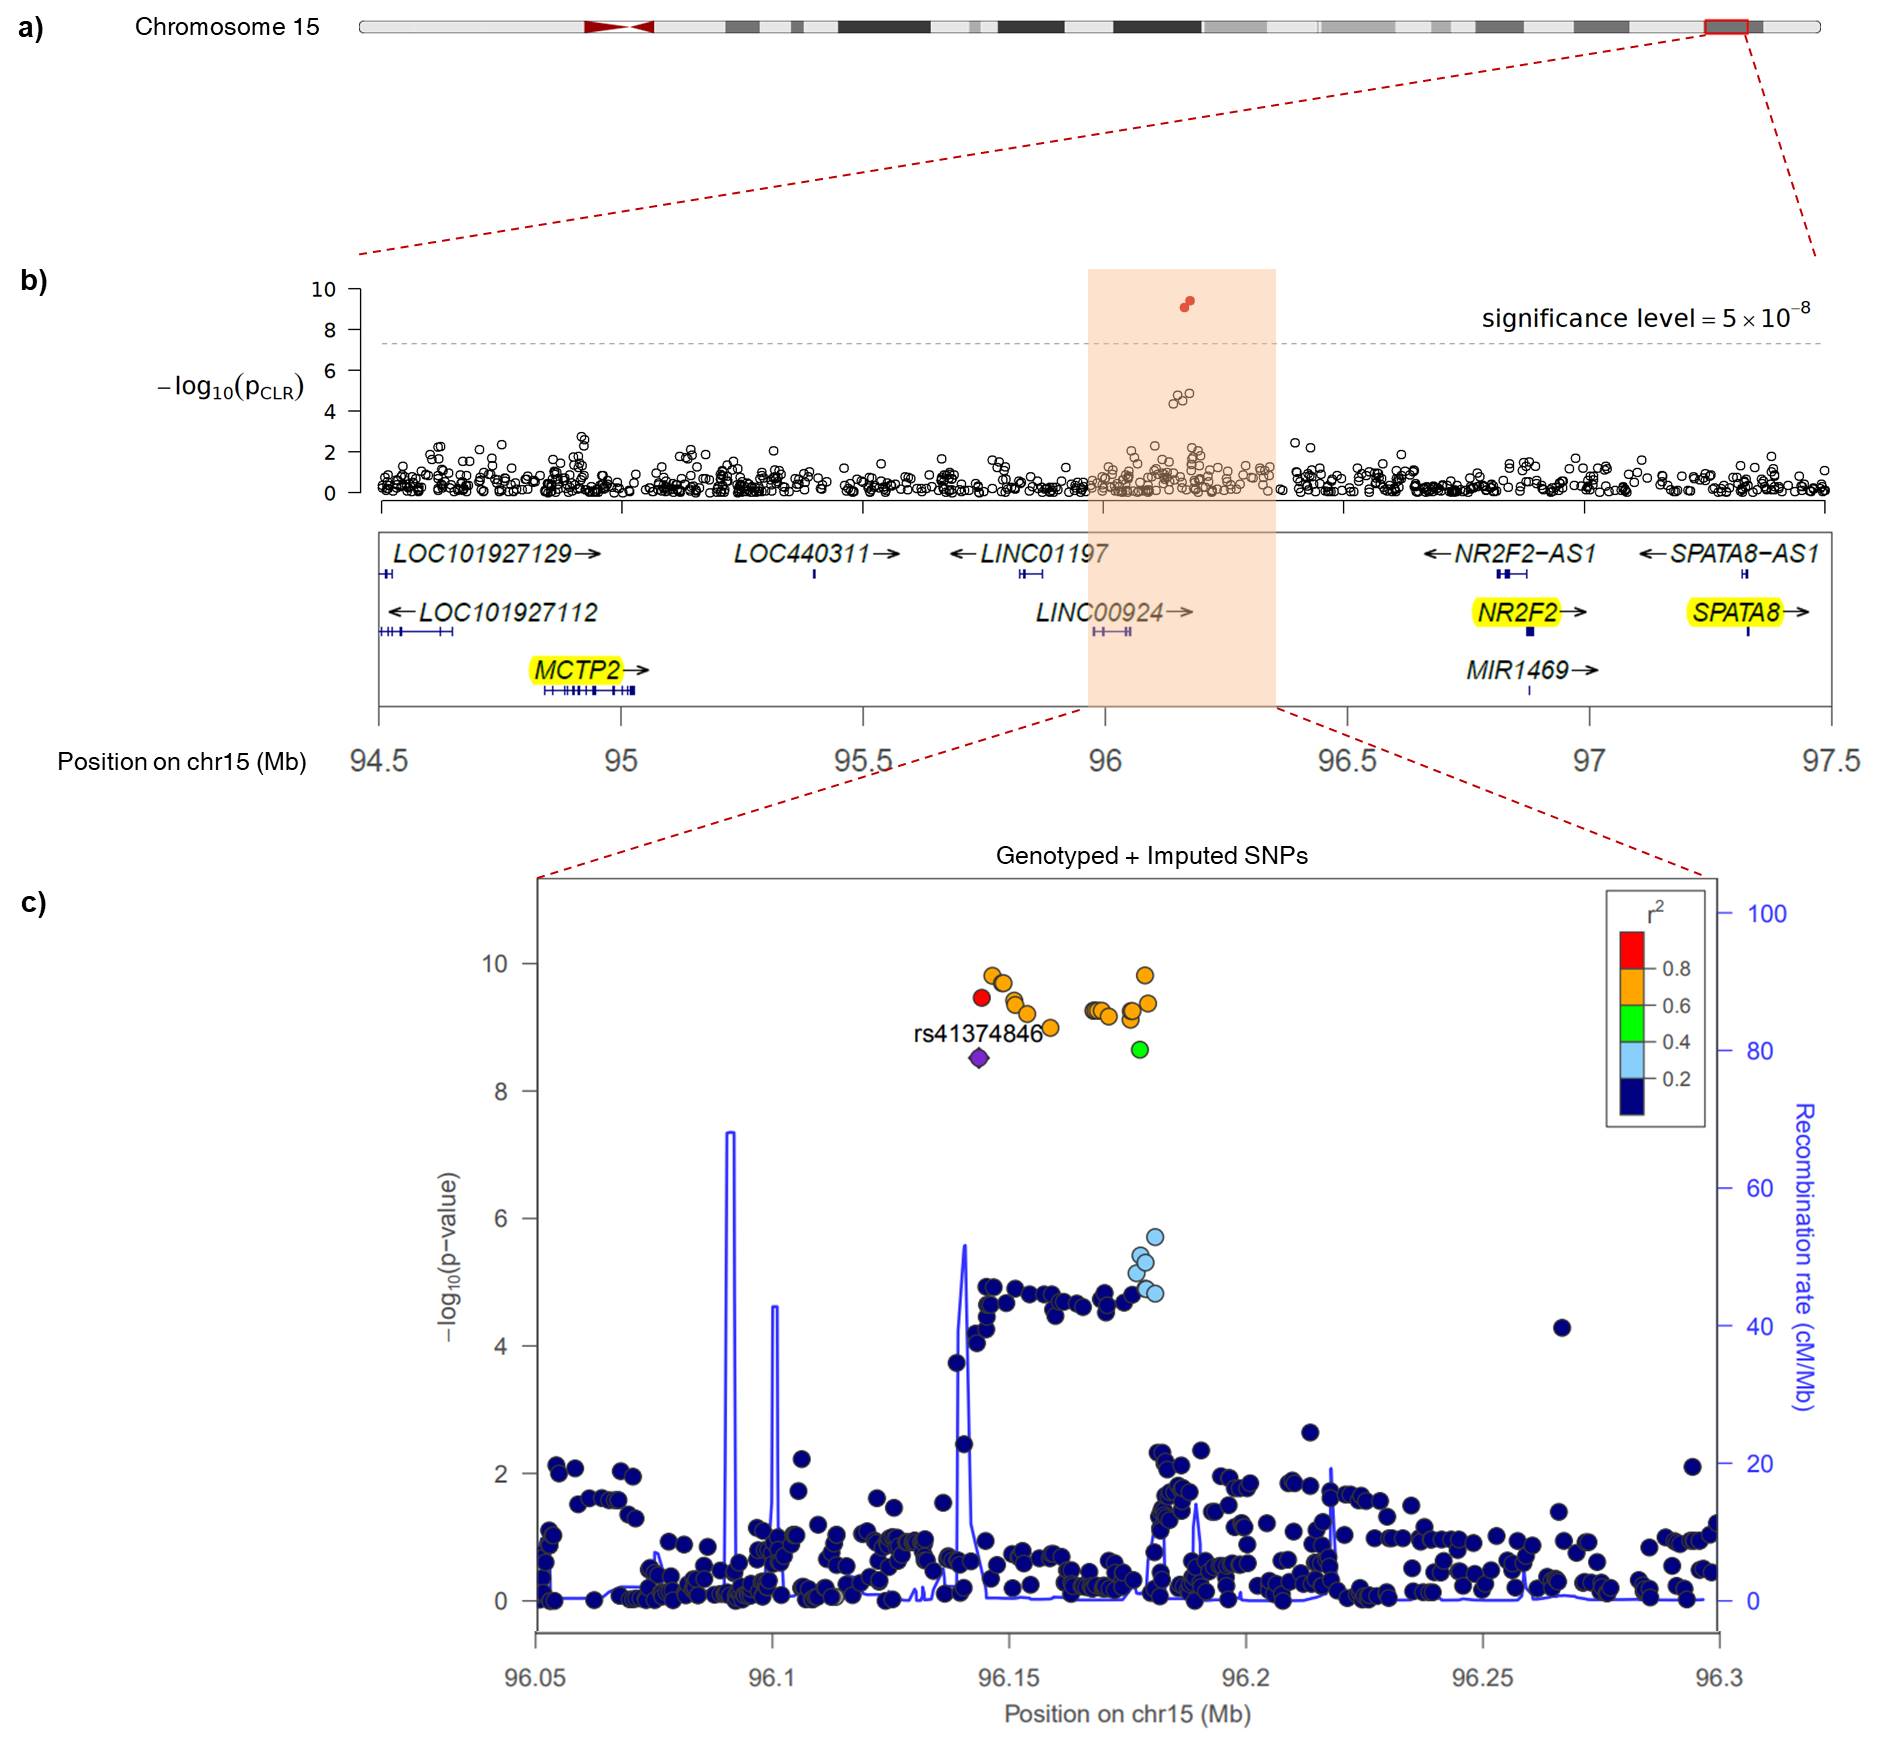 a)
Chromosome 15
b)
10
8
6
4
2
0
−log10(pCLR)
significance level = 5 × 10−8
LOC101927129→ LOC440311→ ←LINC01197 ←NR2F2−AS1 ←SPATA8−AS1
←LOC101927112 LINC00924→ NR2F2→ SPATA8→
MCTP2→ MIR1469→
Position on chr15 (Mb)
94.5 95 95.5 96 96.5 97 97.5
Genotyped + Imputed SNPs
c)
r2
0.8
0.6
0.4
0.2
rs41374846
10
8
6
4
2
0
−log10(p−value)
100
80
60
40
20
0
Recombination rate (cM/Mb)
96.05 96.1 96.15 96.2 96.25 96.3
Position on chr15 (Mb)